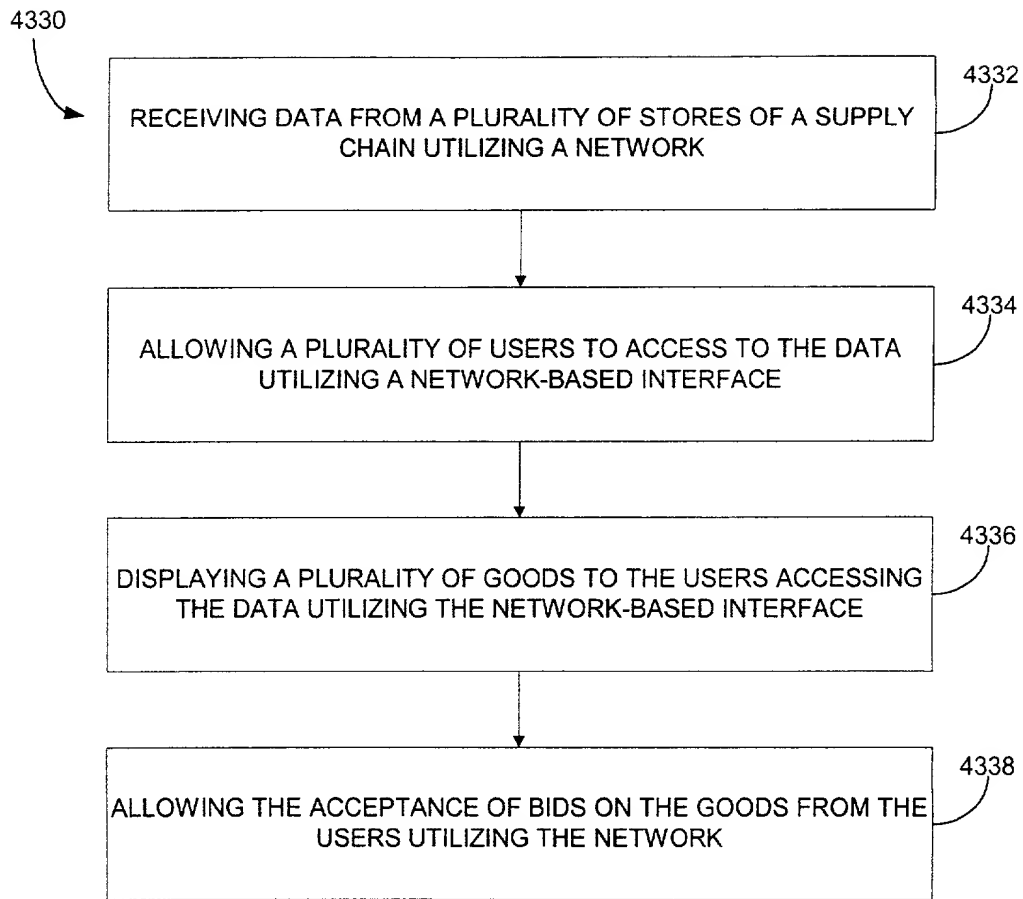 4330
4332
RECEIVING DATA FROM A PLURALITY OF STORES OF A SUPPLY
CHAIN UTILIZING A NETWORK
4334
ALLOWING A PLURALITY OF USERS TO ACCESS TO THE DATA
UTILIZING A NETWORK-BASED INTERFACE
4336
DISPLAYING A PLURALITY OF GOODS TO THE USERS ACCESSING
THE DATA UTILIZING THE NETWORK-BASED INTERFACE
4338
ALLOWING THE ACCEPTANCE OF BIDS ON THE GOODS FROM THE
USERS UTILIZING THE NETWORK